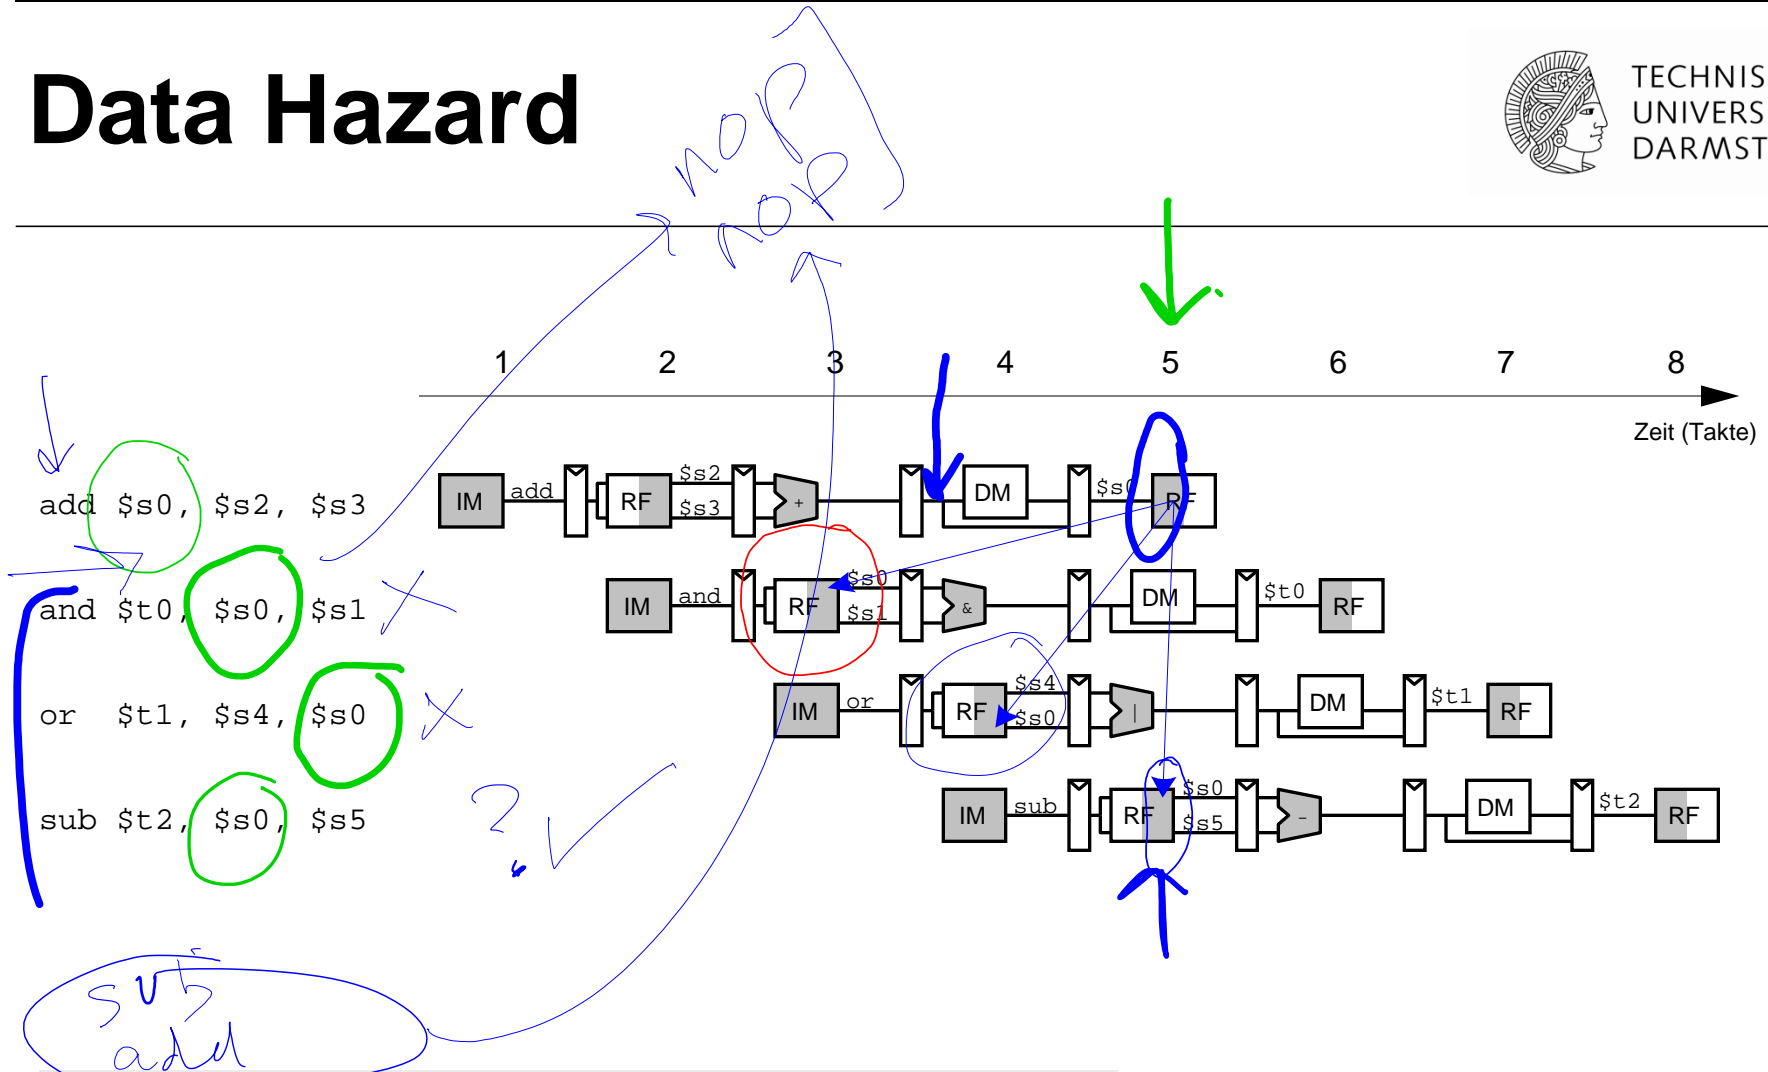 Data Hazard
TECHNIS
UNIVERS
DARMST
nop
nop
1 2 3 4 5 6 7 8
Zeit (Takte)
add $s0, $s2, $s3
IM add RF $s2 $s3 + DM $s0 RF
and $t0, $s0, $s1
IM and RF $s0 $s1 & DM $t0 RF
or $t1, $s4, $s0
IM or RF $s4 $s0 | DM $t1 RF
sub $t2, $s0, $s5
IM sub RF $s0 $s5 - DM $t2 RF
?
sub
add